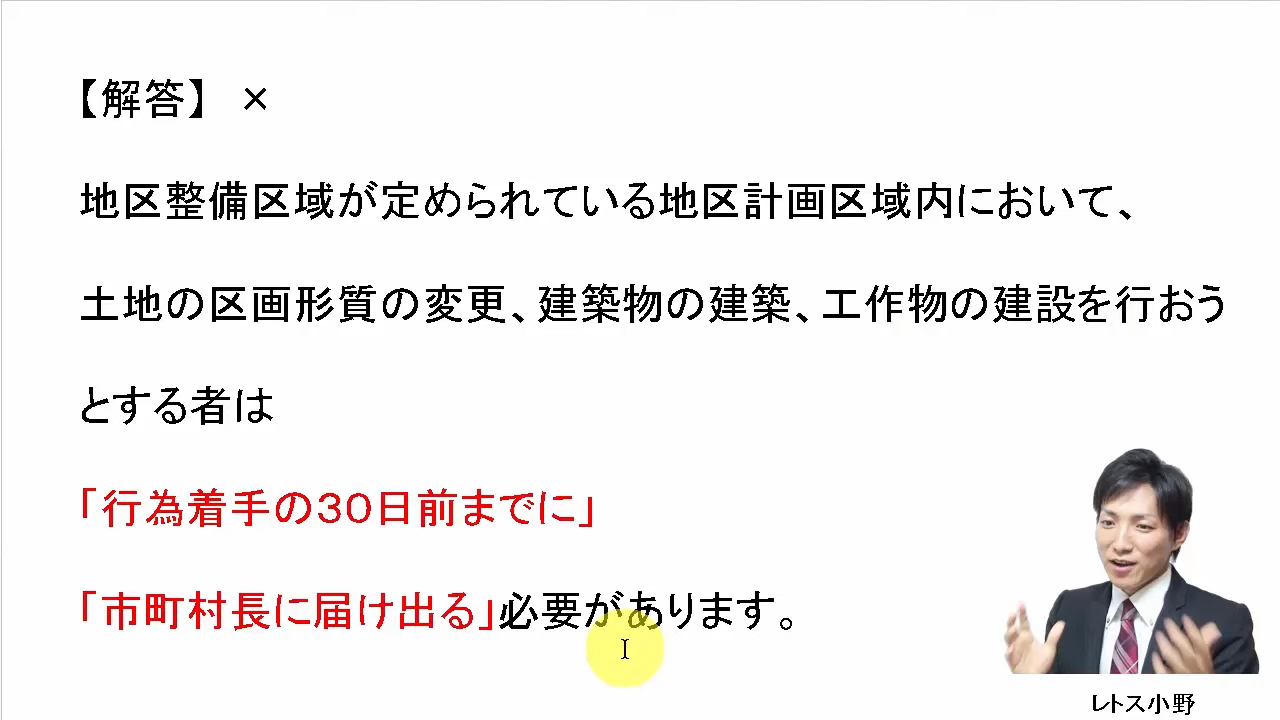 【解答】 ×
地区整備区域が定められている地区計画区域内において、
土地の区画形質の変更、建築物の建築、工作物の建設を行おう
とする者は
「行為着手の３０日前までに」
「市町村長に届け出る」必要があります。
レトス小野